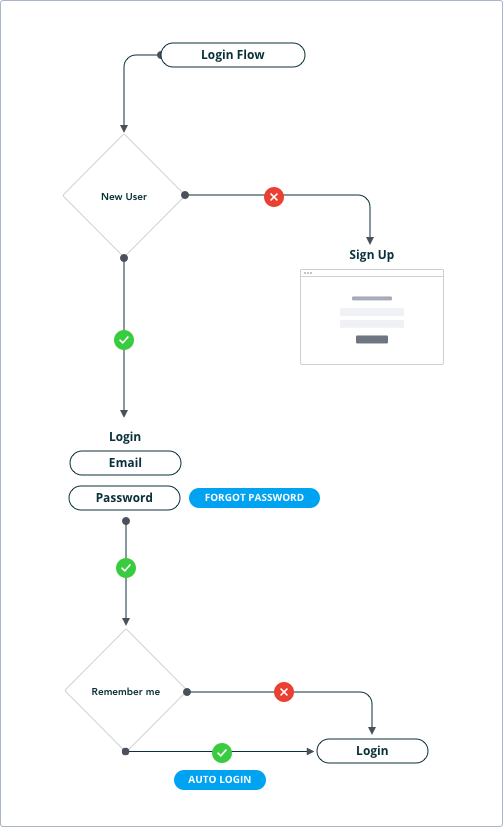 Login Flow
New User
Sign Up
Login
Email
Password
FORGOT PASSWORD
Remember me
Login
AUTO LOGIN